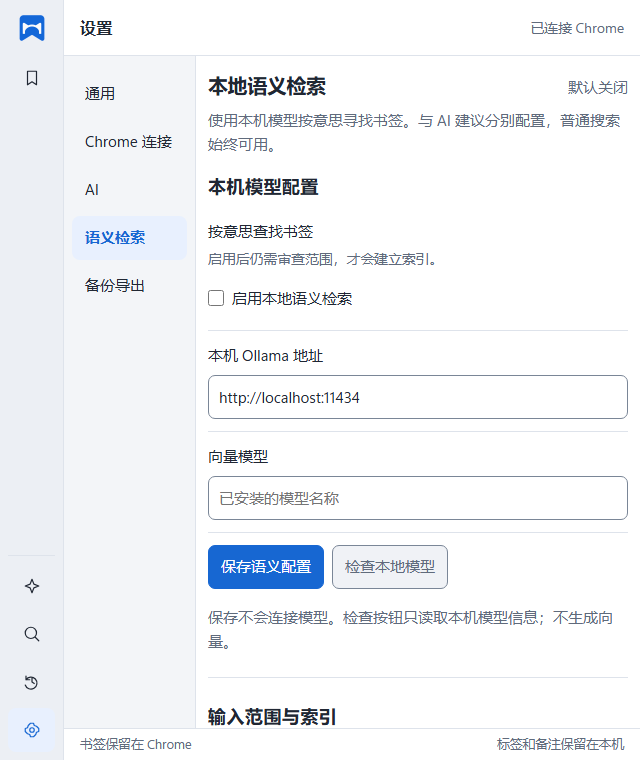 设置
已连接 Chrome
通用
Chrome 连接
AI
语义检索
备份导出
本地语义检索
默认关闭
使用本机模型按意思寻找书签。与 AI 建议分别配置，普通搜索
始终可用。
本机模型配置
按意思查找书签
启用后仍需审查范围，才会建立索引。
启用本地语义检索
本机 Ollama 地址
http://localhost:11434
向量模型
已安装的模型名称
保存语义配置
检查本地模型
保存不会连接模型。检查按钮只读取本机模型信息；不生成向
量。
输入范围与索引
书签保留在 Chrome
标签和备注保留在本机